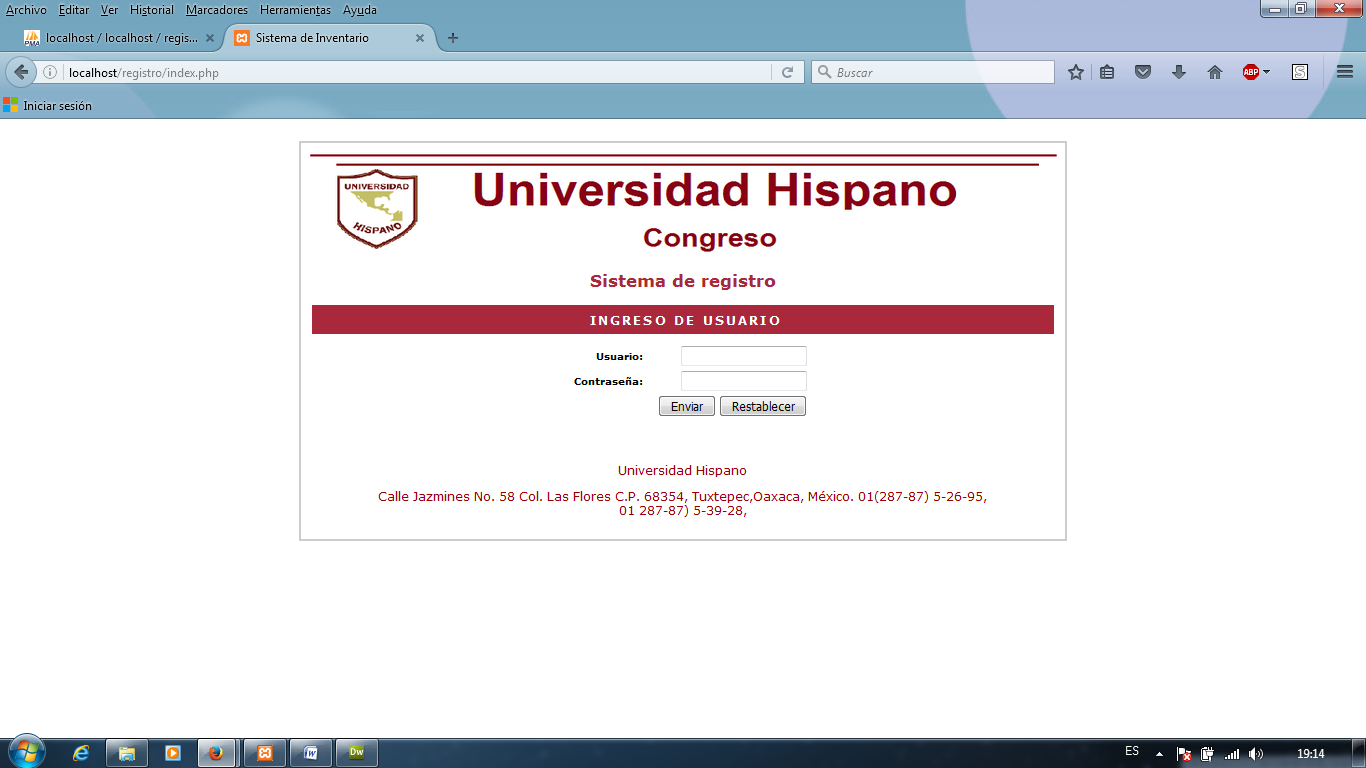 Archivo Editar Ver Historial Marcadores Herramientas Ayuda
PMA localhost / localhost / regis... Sistema de Inventario
localhost/registro/index.php Buscar ABP S
Iniciar sesión
UNIVERSIDAD
HISPANO
Universidad Hispano
Congreso
Sistema de registro
INGRESO DE USUARIO
Usuario:
Contraseña:
Enviar Restablecer
Universidad Hispano
Calle Jazmines No. 58 Col. Las Flores C.P. 68354, Tuxtepec,Oaxaca, México. 01(287-87) 5-26-95,
01 287-87) 5-39-28,
W Dw ES 19:14